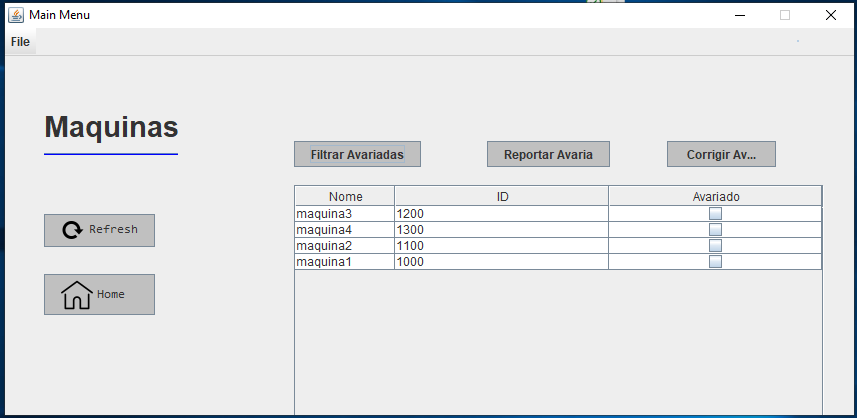 Main Menu
File
Maquinas
Filtrar Avariadas
Reportar Avaria
Corrigir Av...
Nome ID Avariado
maquina3 1200
maquina4 1300
maquina2 1100
maquina1 1000
Refresh
Home